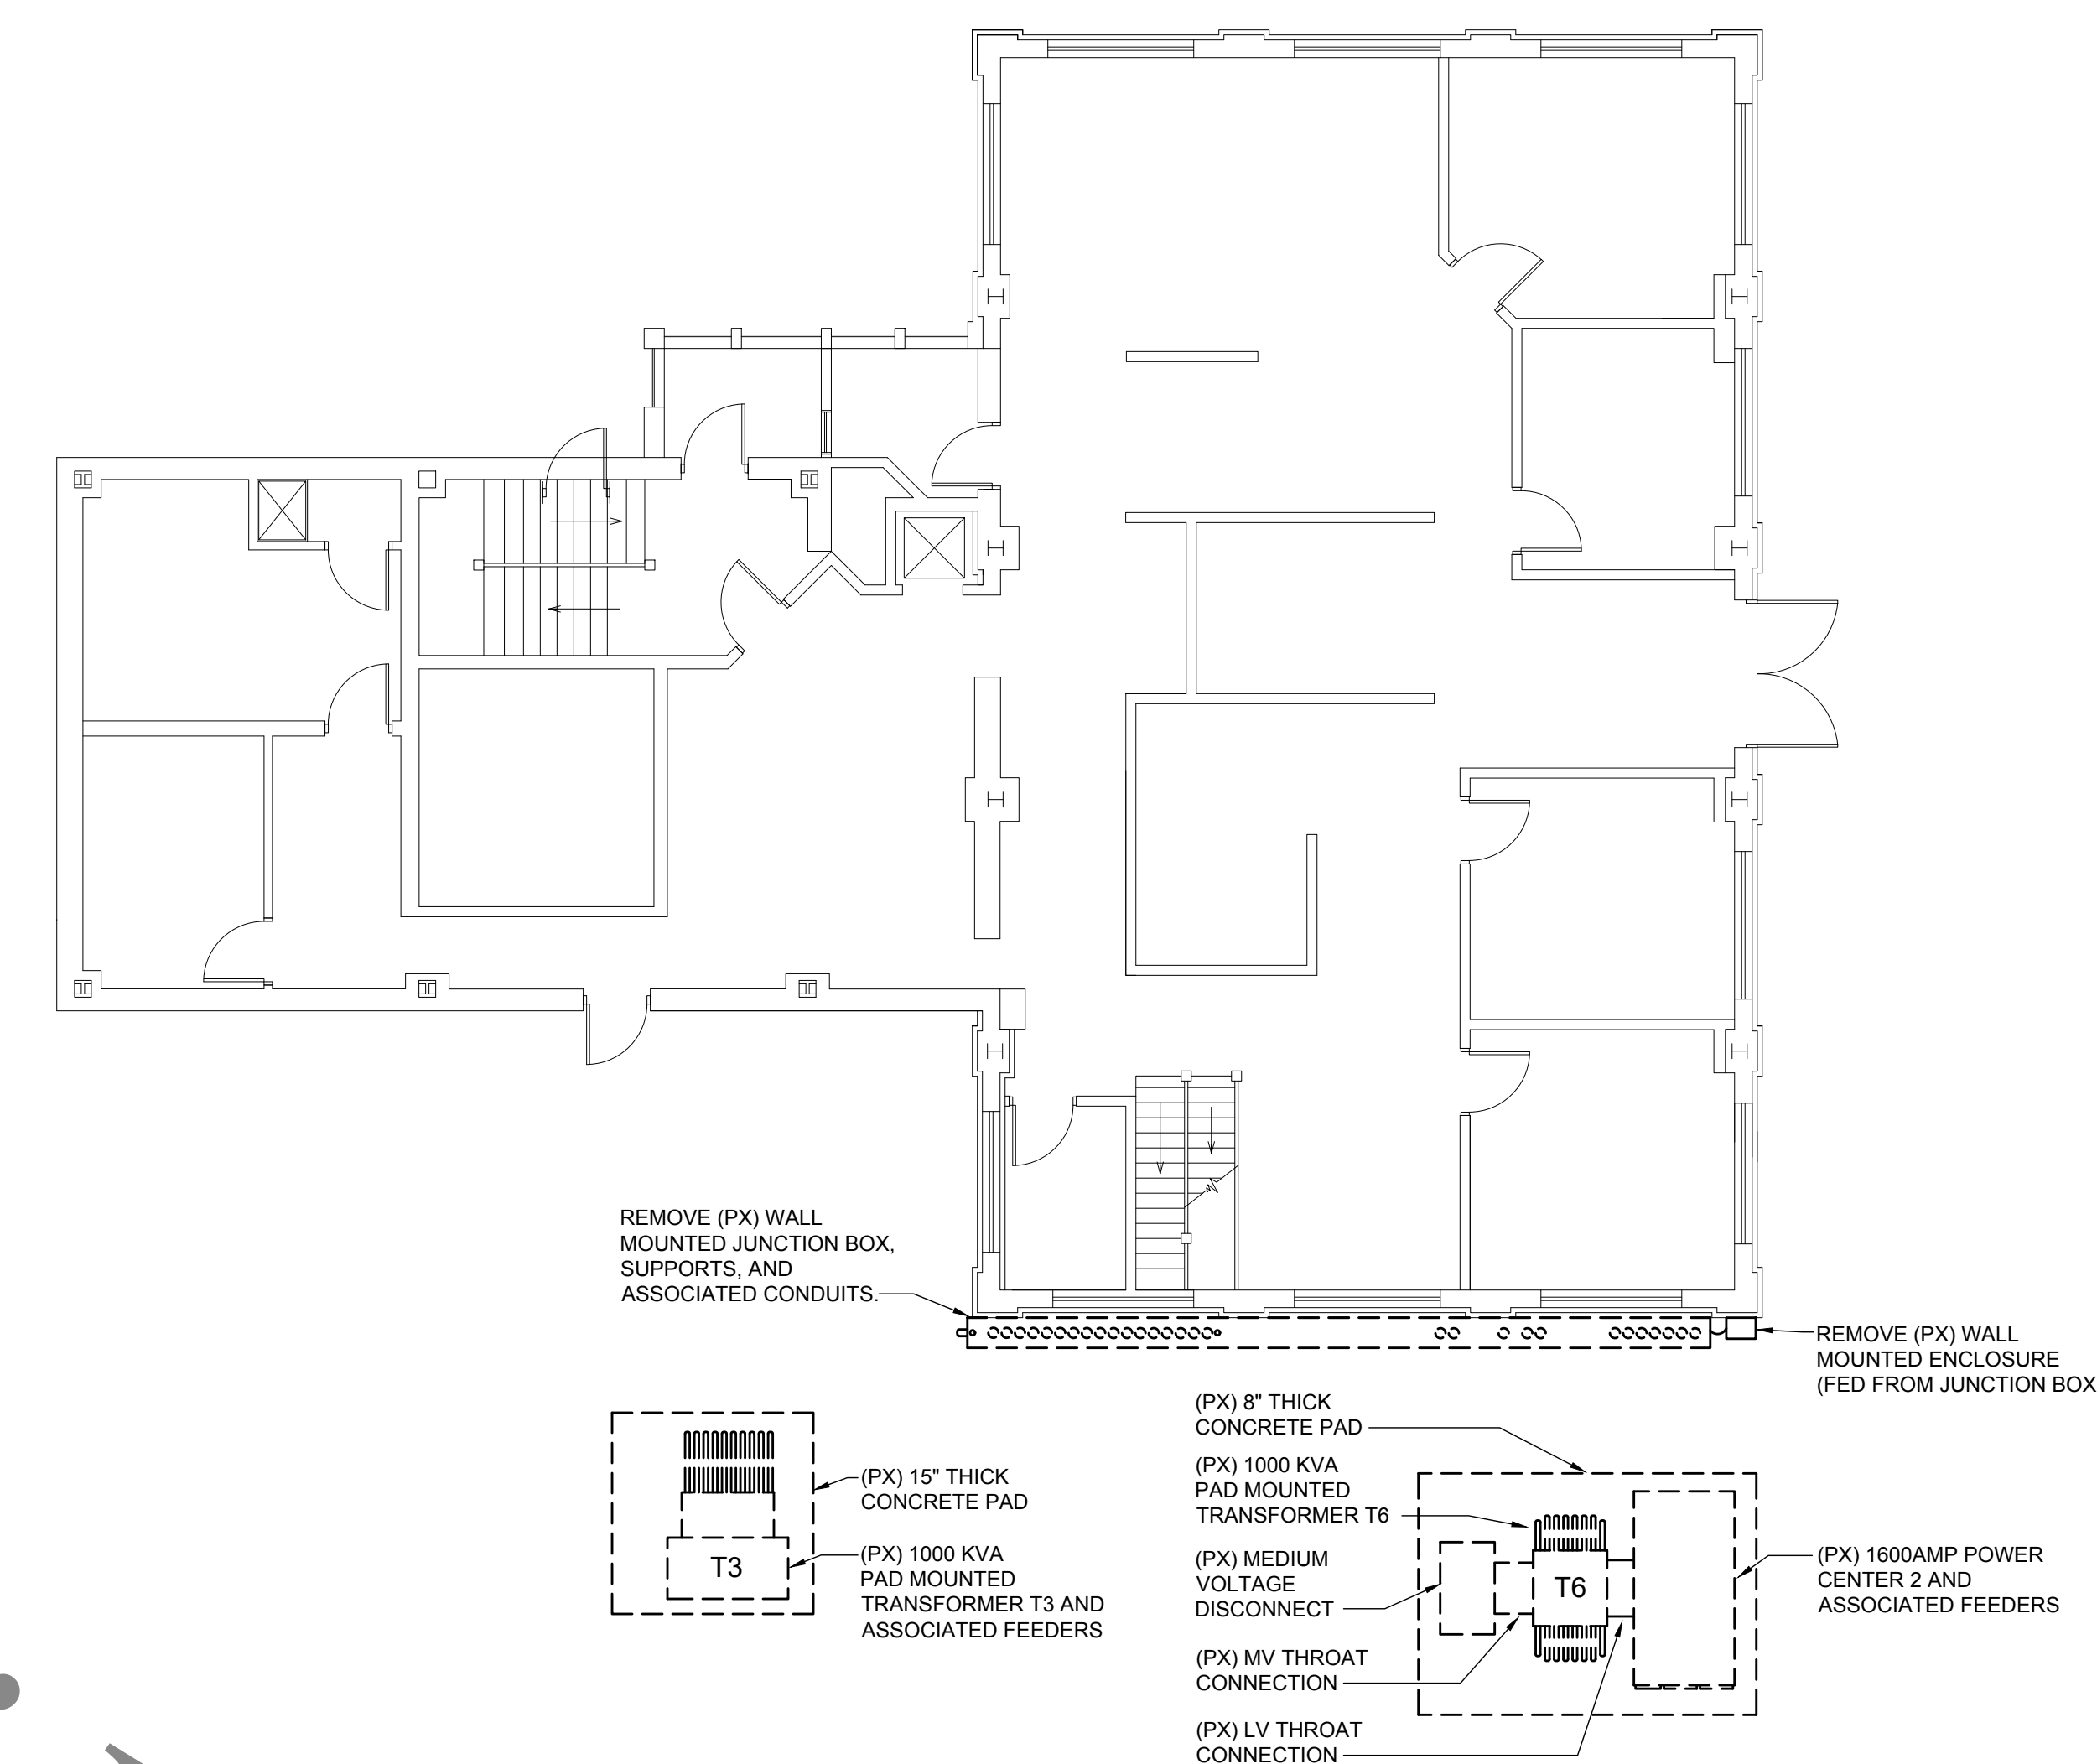 REMOVE (PX) WALL
MOUNTED JUNCTION BOX,
SUPPORTS, AND
ASSOCIATED CONDUITS.
REMOVE (PX) WALL
MOUNTED ENCLOSURE
(FED FROM JUNCTION BOX
(PX) 15" THICK
CONCRETE PAD
(PX) 1000 KVA
PAD MOUNTED
TRANSFORMER T3 AND
ASSOCIATED FEEDERS
T3
(PX) 8" THICK
CONCRETE PAD
(PX) 1000 KVA
PAD MOUNTED
TRANSFORMER T6
(PX) MEDIUM
VOLTAGE
DISCONNECT
(PX) MV THROAT
CONNECTION
(PX) LV THROAT
CONNECTION
T6
(PX) 1600AMP POWER
CENTER 2 AND
ASSOCIATED FEEDERS